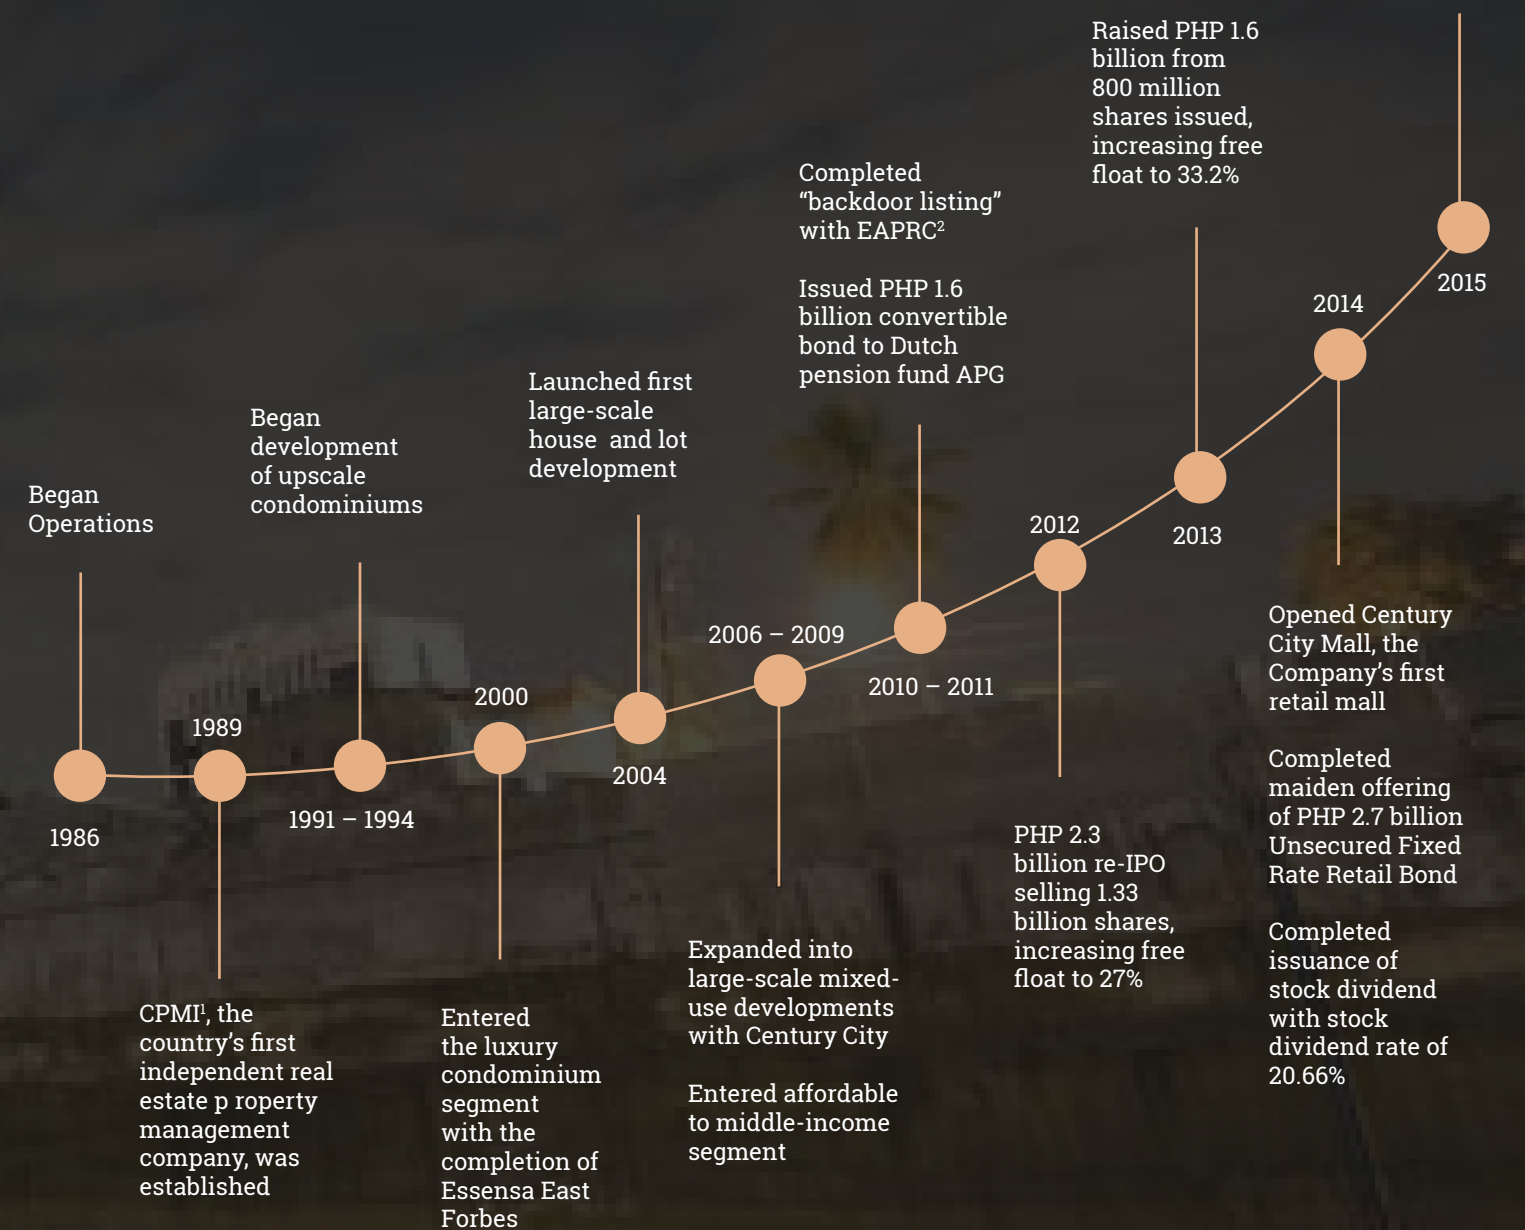 Began
Operations
1986
1989
CPMI¹, the
country’s first
independent real
estate p roperty
management
company, was
established
Began
development
of upscale
condominiums
1991 – 1994
2000
Entered
the luxury
condominium
segment
with the
completion of
Essensa East
Forbes
Launched first
large-scale
house  and lot
development
2004
2006 – 2009
Expanded into
large-scale mixed-
use developments
with Century City
Entered affordable
to middle-income
segment
Completed
“backdoor listing”
with EAPRC²
Issued PHP 1.6
billion convertible
bond to Dutch
pension fund APG
2010 – 2011
2012
PHP 2.3
billion re-IPO
selling 1.33
billion shares,
increasing free
float to 27%
Raised PHP 1.6
billion from
800 million
shares issued,
increasing free
float to 33.2%
2013
2014
Opened Century
City Mall, the
Company’s first
retail mall
Completed
maiden offering
of PHP 2.7 billion
Unsecured Fixed
Rate Retail Bond
Completed
issuance of
stock dividend
with stock
dividend rate of
20.66%
2015